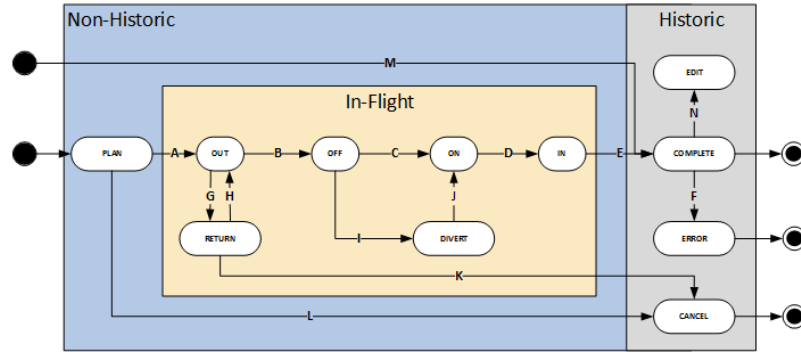 Non-Historic
Historic
M
EDIT
In-Flight
N
PLAN
A
OUT
B
OFF
C
ON
D
IN
E
COMPLETE
G
H
J
F
RETURN
I
DIVERT
ERROR
K
L
CANCEL